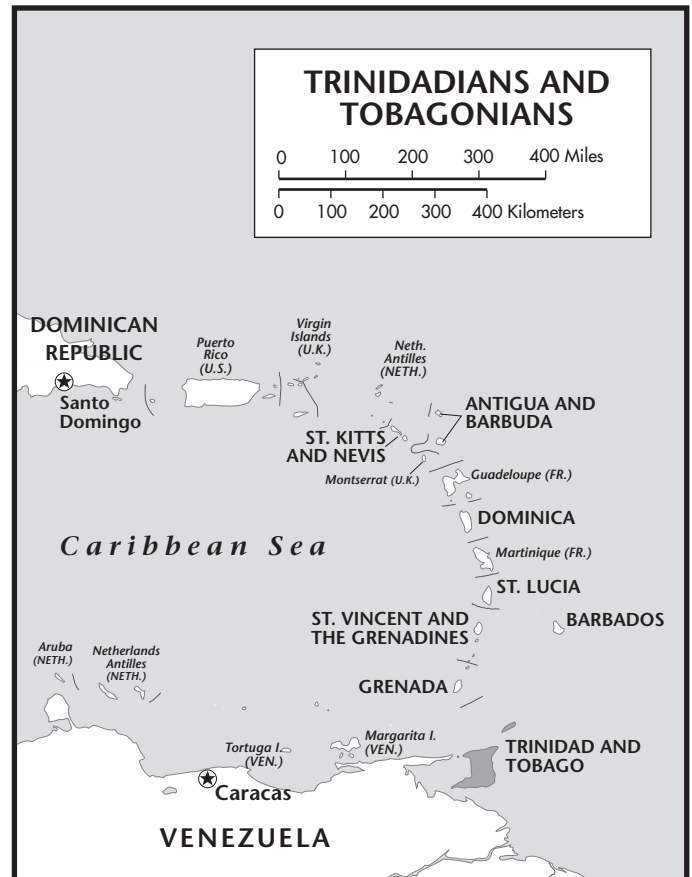 TRINIDADIANS AND
TOBAGONIANS
0 100 200 300 400 Miles
0 100 200 300 400 Kilometers
DOMINICAN
REPUBLIC
Santo
Domingo
Puerto
Rico
(U.S.)
Virgin
Islands
(U.K.)
Neth.
Antilles
(NETH.)
ANTIGUA AND
BARBUDA
ST. KITTS
AND NEVIS
Montserrat (U.K.)
Guadeloupe (FR.)
DOMINICA
Caribbean Sea
Martinique (FR.)
ST. LUCIA
BARBADOS
ST. VINCENT AND
THE GRENADINES
Aruba
(NETH.)
Netherlands
Antilles
(NETH.)
GRENADA
Tortuga I.
(VEN.)
Margarita I.
(VEN.)
TRINIDAD AND
TOBAGO
Caracas
VENEZUELA